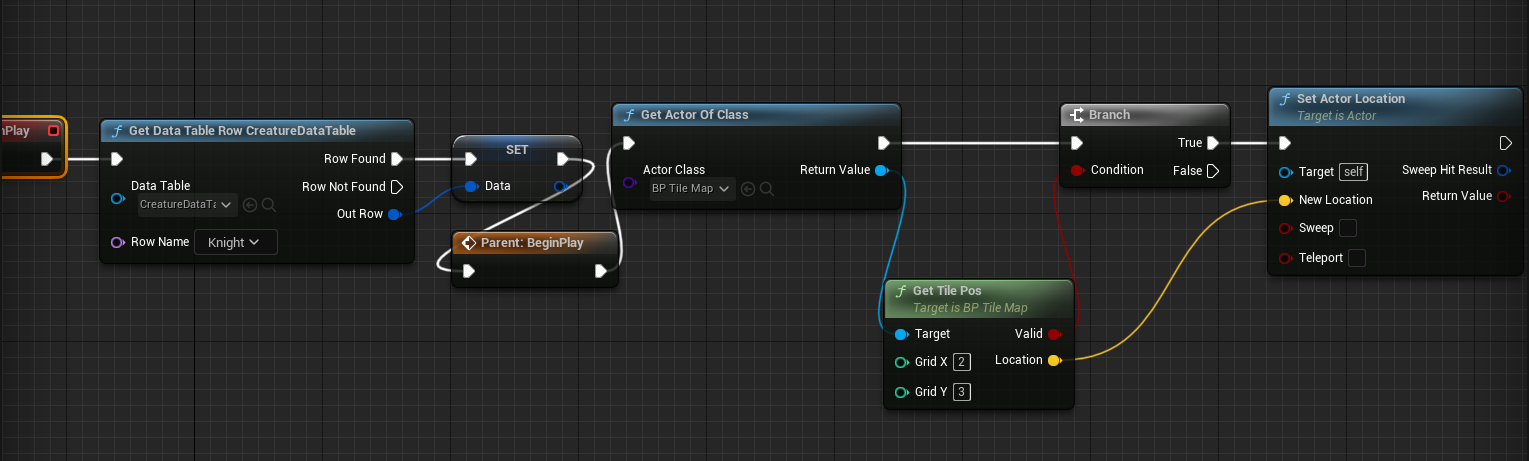 nPlay
Get Data Table Row CreatureDataTable
Row Found
Data Table
CreatureDataTa
Row Not Found
Out Row
Row Name
Knight
SET
Data
Parent: BeginPlay
Get Actor Of Class
Actor Class
BP Tile Map
Return Value
Get Tile Pos
Target is BP Tile Map
Target
Valid
Grid X 2
Location
Grid Y 3
Branch
True
Condition
False
Set Actor Location
Target is Actor
Target self
Sweep Hit Result
New Location
Return Value
Sweep
Teleport